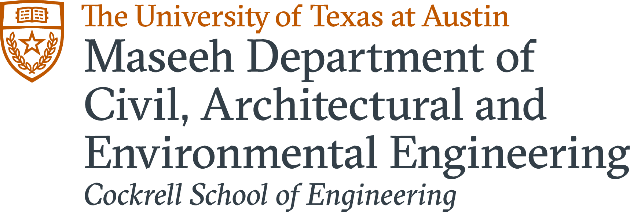 The University of Texas at Austin
Maseeh Department of
Civil, Architectural and
Environmental Engineering
Cockrell School of Engineering